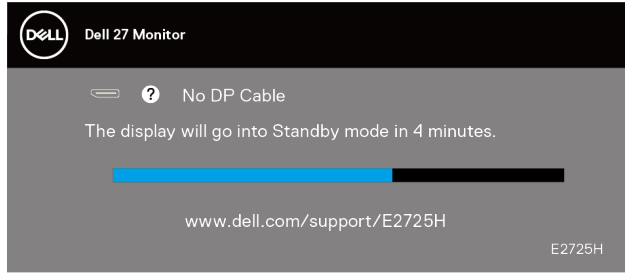 DELL
Dell 27 Monitor
? No DP Cable
The display will go into Standby mode in 4 minutes.
www.dell.com/support/E2725H
E2725H